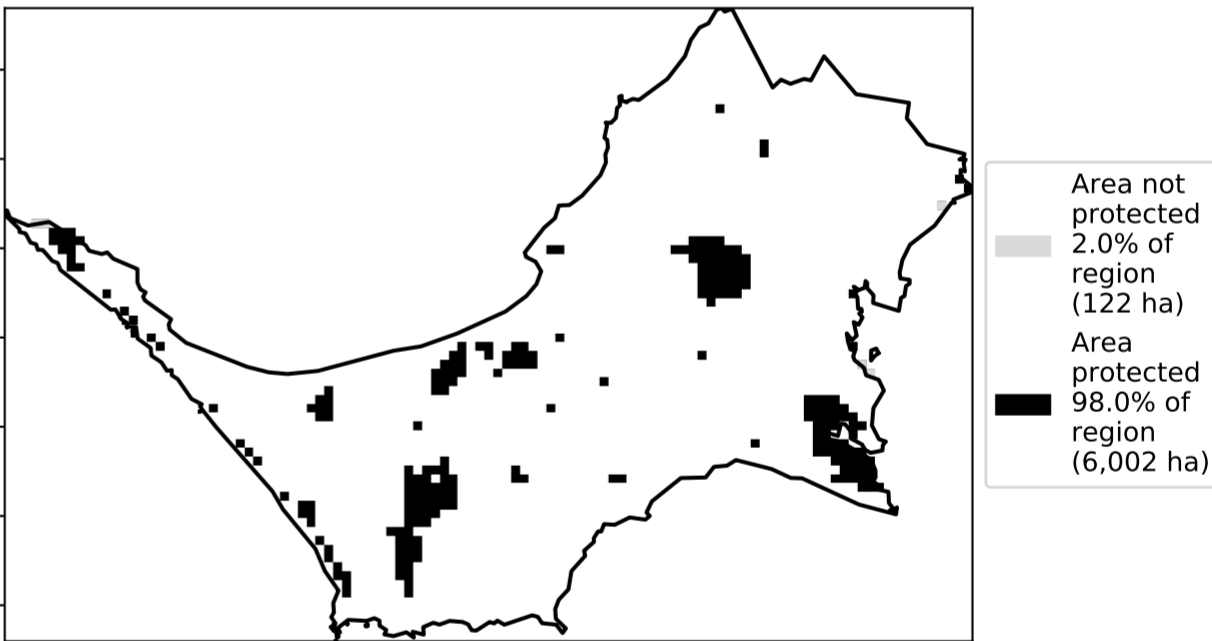 Area not
protected
2.0% of
region
(122 ha)
Area
protected
98.0% of
region
(6,002 ha)